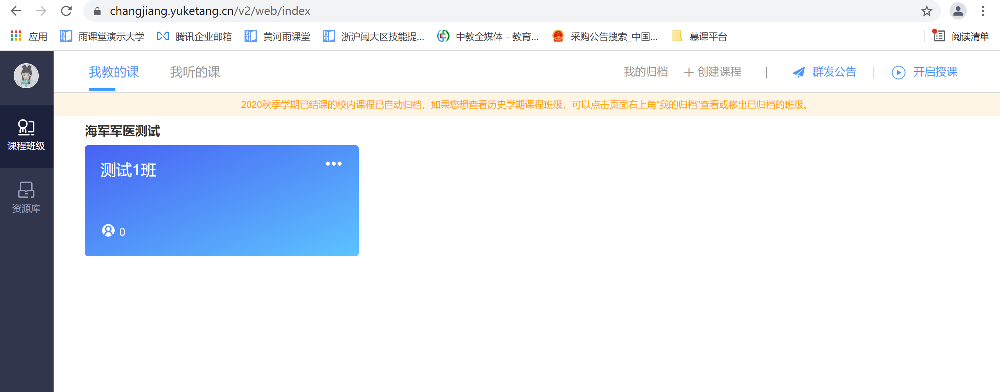 changjiang.yuketang.cn/v2/web/index
应用 雨课堂演示大学 腾讯企业邮箱 黄河雨课堂 浙沪闽大区技能提... 中教全媒体 - 教育... 采购公告搜索_中国... 慕课平台 阅读清单
我教的课 我听的课 我的归档 创建课程 | 群发公告 | 开启授课
2020秋季学期已结课的校内课程已自动归档，如果您想查看历史学期课程班级，可以点击页面右上角“我的归档”查看或移出已归档的班级。
课程班级
资源库
海军军医测试
测试1班
0